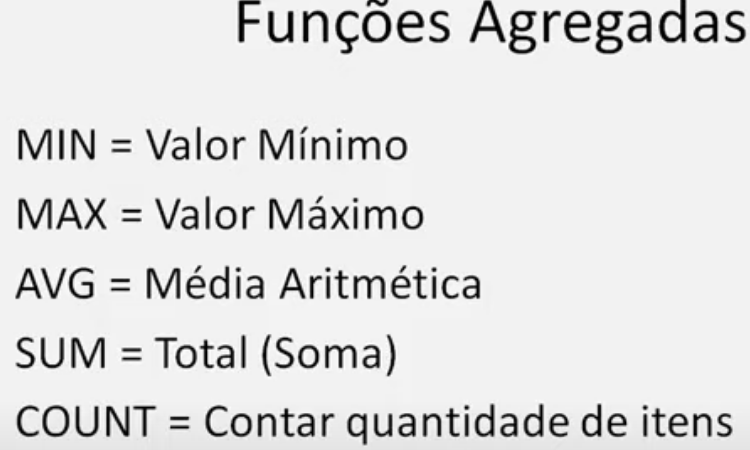 Funções Agregadas
MIN = Valor Mínimo
MAX = Valor Máximo
AVG = Média Aritmética
SUM = Total (Soma)
COUNT = Contar quantidade de itens